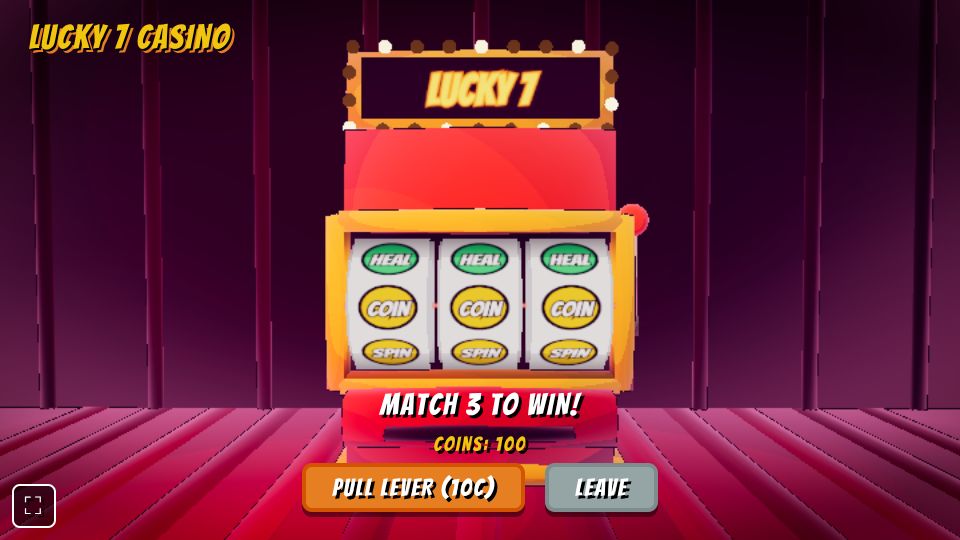 LUCKY 7 CASINO
LUCKY 7
HEAL HEAL HEAL
COIN COIN COIN
SPIN SPIN SPIN
MATCH 3 TO WIN!
COINS: 100
PULL LEVER (10C) LEAVE